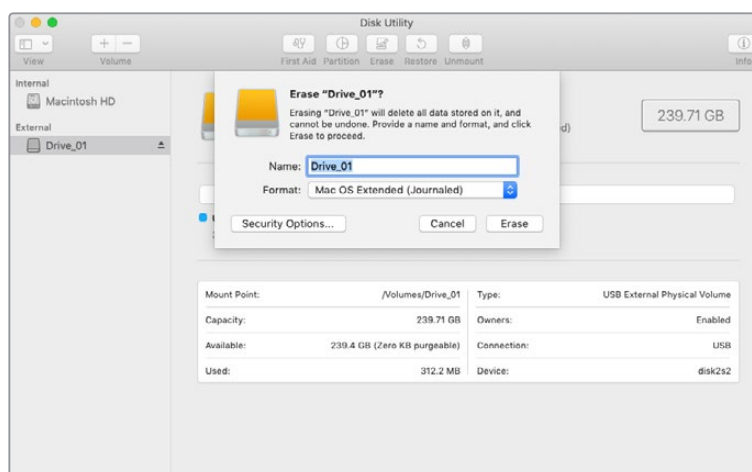 Disk Utility
View
Volume
First Aid
Partition
Erase
Restore
Unmount
Info
Internal
Macintosh HD
External
Drive_01
Erase "Drive_01"?
Erasing "Drive_01" will delete all data stored on it, and
cannot be undone. Provide a name and format, and click
Erase to proceed.
Name: Drive_01
Format: Mac OS Extended (Journaled)
Security Options...
Cancel
Erase
239.71 GB
Mount Point: /Volumes/Drive_01
Type: USB External Physical Volume
Capacity: 239.71 GB
Owners: Enabled
Available: 239.4 GB (Zero KB purgeable)
Connection: USB
Used: 312.2 MB
Device: disk2s2